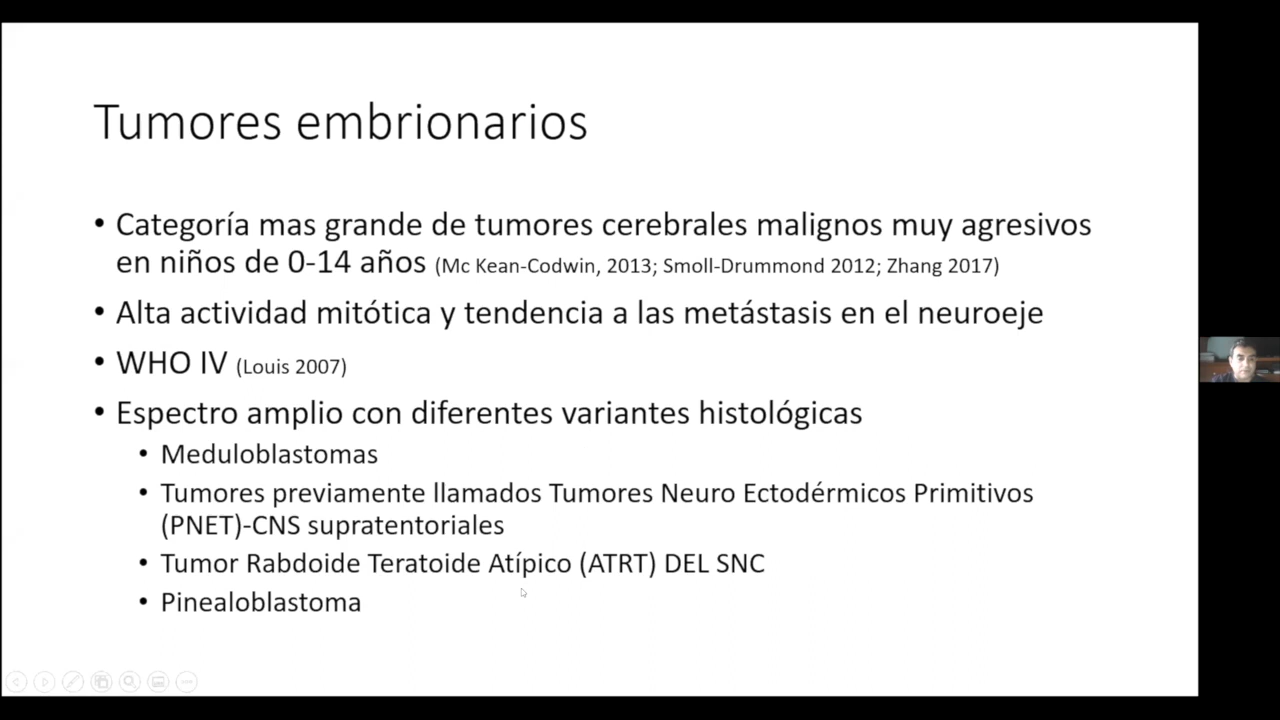 Tumores embrionarios
• Categoría mas grande de tumores cerebrales malignos muy agresivos
en niños de 0-14 años (Mc Kean-Codwin, 2013; Smoll-Drummond 2012; Zhang 2017)
• Alta actividad mitótica y tendencia a las metástasis en el neuroeje
• WHO IV (Louis 2007)
• Espectro amplio con diferentes variantes histológicas
• Meduloblastomas
• Tumores previamente llamados Tumores Neuro Ectodérmicos Primitivos
(PNET)-CNS supratentoriales
• Tumor Rabdoide Teratoide Atípico (ATRT) DEL SNC
• Pinealoblastoma